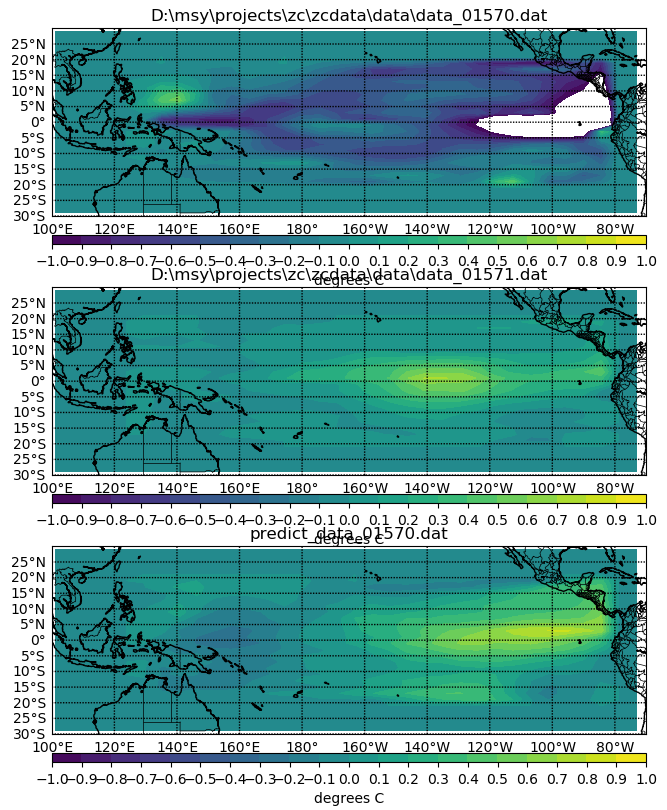 D:\msy\projects\zc\zcdata\data\data_01570.dat
25°N
20°N
15°N
10°N
5°N
0°
5°S
10°S
15°S
20°S
25°S
30°S
100°E 120°E 140°E 160°E 180° 160°W 140°W 120°W 100°W 80°W
−1.0 −0.9 −0.8 −0.7 −0.6 −0.5 −0.4 −0.3 −0.2 −0.1 0.0 0.1 0.2 0.3 0.4 0.5 0.6 0.7 0.8 0.9 1.0
degrees C
D:\msy\projects\zc\zcdata\data\data_01571.dat
25°N
20°N
15°N
10°N
5°N
0°
5°S
10°S
15°S
20°S
25°S
30°S
100°E 120°E 140°E 160°E 180° 160°W 140°W 120°W 100°W 80°W
−1.0 −0.9 −0.8 −0.7 −0.6 −0.5 −0.4 −0.3 −0.2 −0.1 0.0 0.1 0.2 0.3 0.4 0.5 0.6 0.7 0.8 0.9 1.0
degrees C
predict_data_01570.dat
25°N
20°N
15°N
10°N
5°N
0°
5°S
10°S
15°S
20°S
25°S
30°S
100°E 120°E 140°E 160°E 180° 160°W 140°W 120°W 100°W 80°W
−1.0 −0.9 −0.8 −0.7 −0.6 −0.5 −0.4 −0.3 −0.2 −0.1 0.0 0.1 0.2 0.3 0.4 0.5 0.6 0.7 0.8 0.9 1.0
degrees C